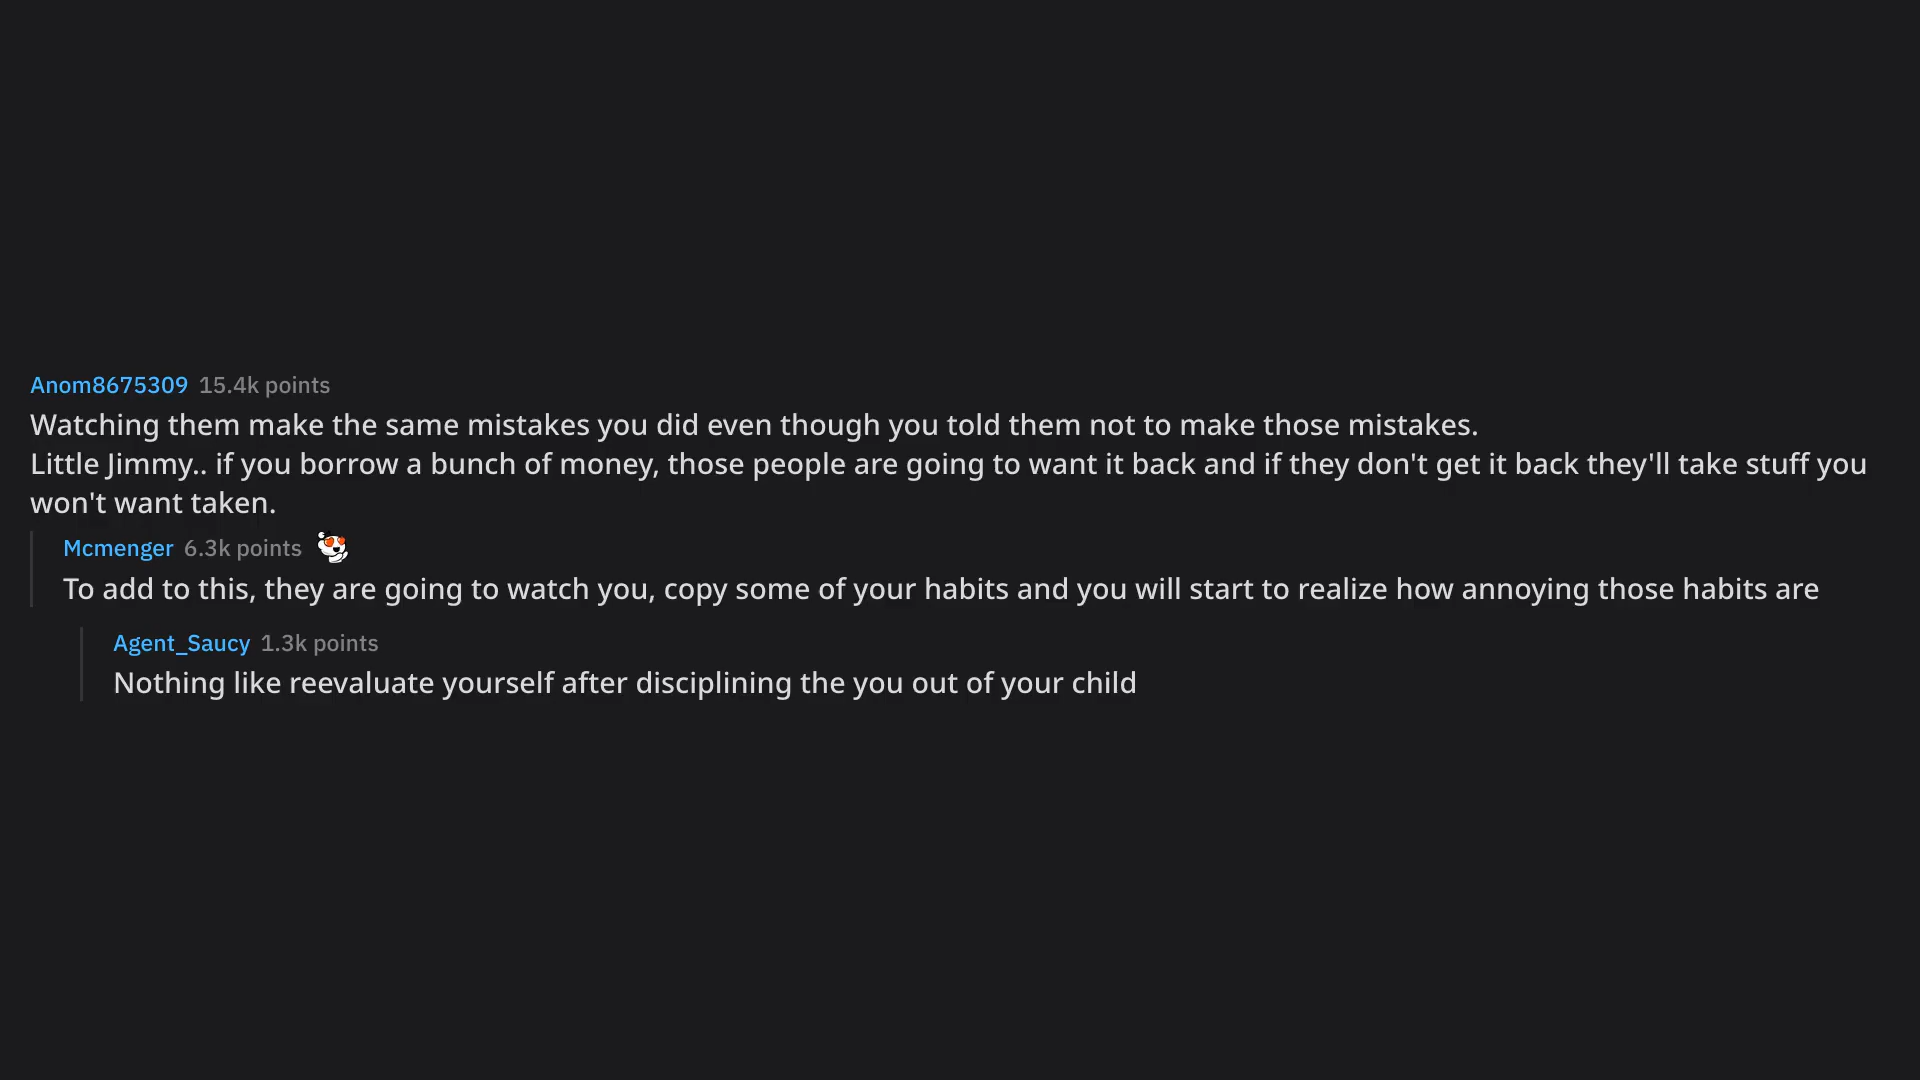 Anom8675309 15.4k points
Watching them make the same mistakes you did even though you told them not to make those mistakes.
Little Jimmy.. if you borrow a bunch of money, those people are going to want it back and if they don't get it back they'll take stuff you
won't want taken.
Mcmenger 6.3k points
To add to this, they are going to watch you, copy some of your habits and you will start to realize how annoying those habits are
Agent_Saucy 1.3k points
Nothing like reevaluate yourself after disciplining the you out of your child